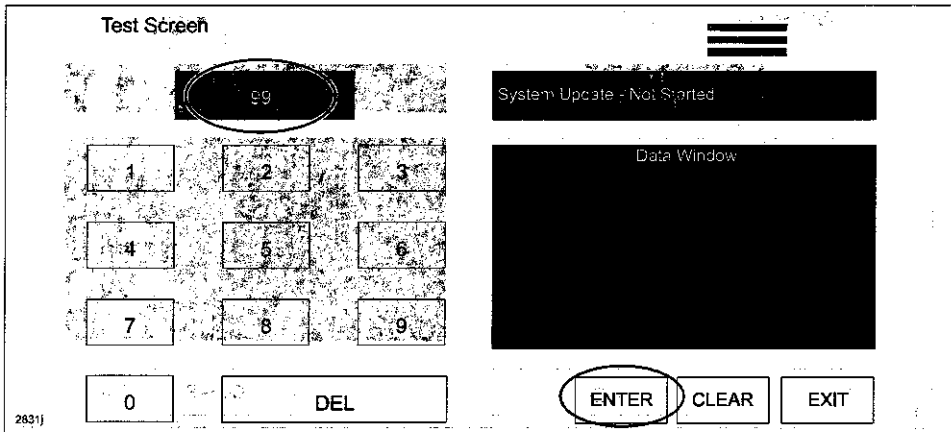 Test Screen
99
System Update - Not Started
Data Window
1 2 3
4 5 6
7 8 9
0 DEL
ENTER CLEAR EXIT
2831j